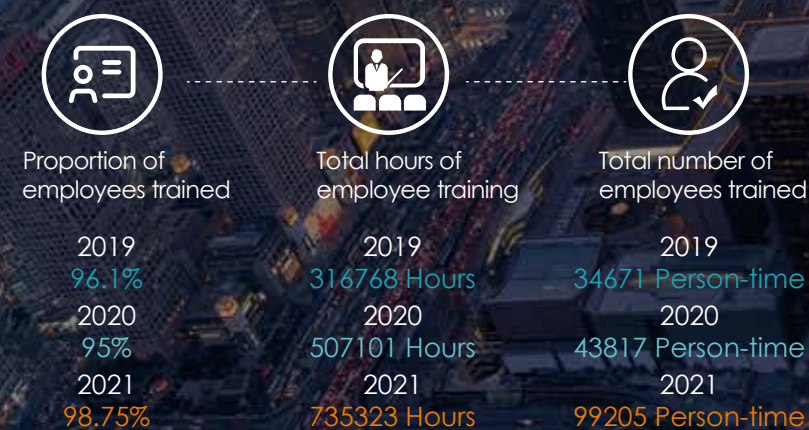 Proportion of
employees trained
2019
96.1%
2020
95%
2021
98.75%
Total hours of
employee training
2019
316768 Hours
2020
507101 Hours
2021
735323 Hours
Total number of
employees trained
2019
34671 Person-time
2020
43817 Person-time
2021
99205 Person-time